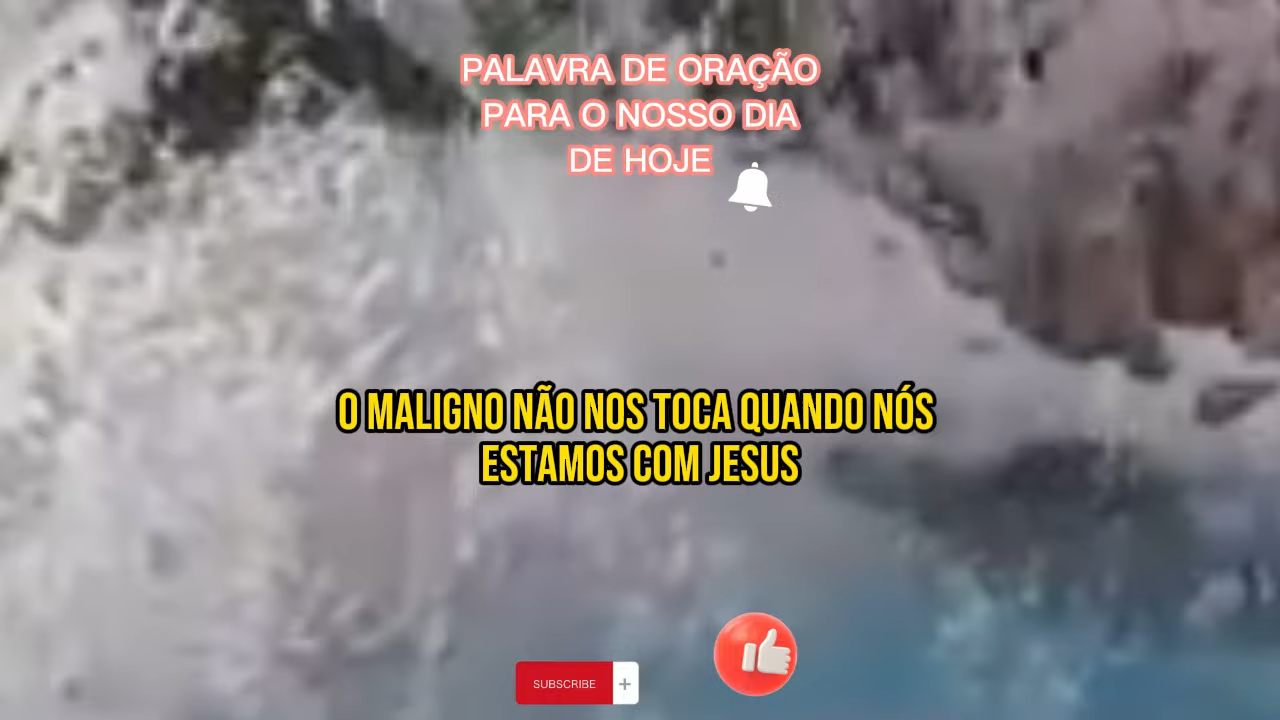 PALAVRA DE ORAÇÃO
PARA O NOSSO DIA
DE HOJE
O MALIGNO NÃO NOS TOCA QUANDO NÓS
ESTAMOS COM JESUS
SUBSCRIBE +